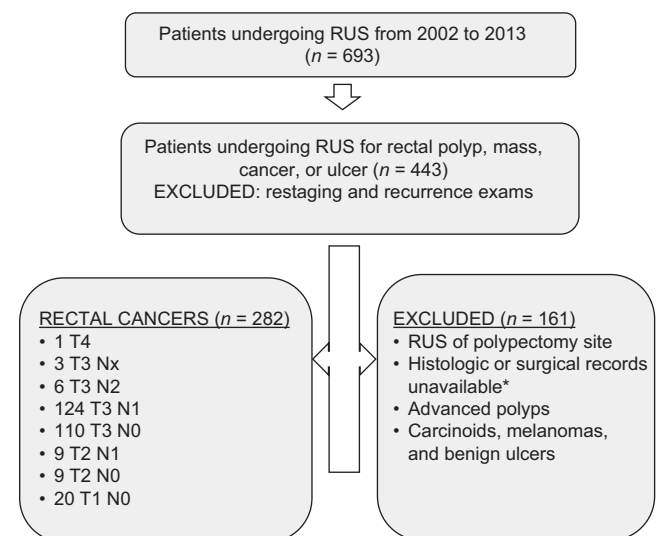 Patients undergoing RUS from 2002 to 2013
(n = 693)
Patients undergoing RUS for rectal polyp, mass,
cancer, or ulcer (n = 443)
EXCLUDED: restaging and recurrence exams
RECTAL CANCERS (n = 282)
• 1 T4
• 3 T3 Nx
• 6 T3 N2
• 124 T3 N1
• 110 T3 N0
• 9 T2 N1
• 9 T2 N0
• 20 T1 N0
EXCLUDED (n = 161)
• RUS of polypectomy site
• Histologic or surgical records
unavailable*
• Advanced polyps
• Carcinoids, melanomas,
and benign ulcers